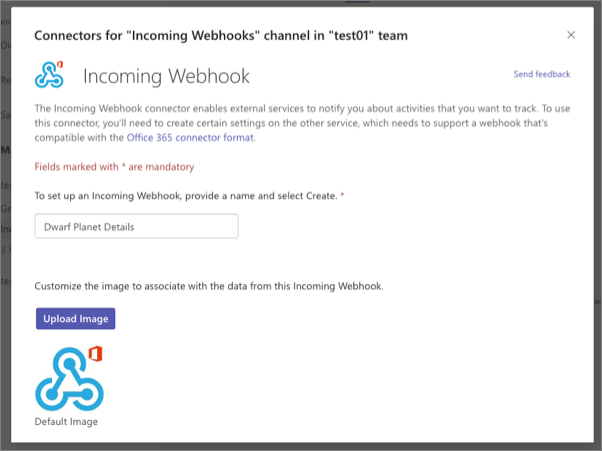 Connectors for "Incoming Webhooks" channel in "test01" team
Incoming Webhook
Send feedback
The Incoming Webhook connector enables external services to notify you about activities that you want to track. To use
this connector, you'll need to create certain settings on the other service, which needs to support a webhook that's
compatible with the Office 365 connector format.
Fields marked with * are mandatory
To set up an Incoming Webhook, provide a name and select Create. *
Dwarf Planet Details
Customize the image to associate with the data from this Incoming Webhook.
Upload Image
Default Image